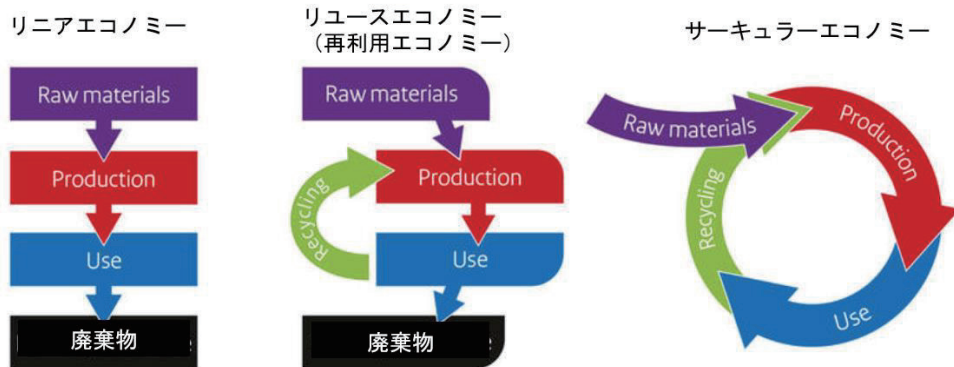 リニアエコノミー
Raw materials
Production
Use
廃棄物
リユースエコノミー
（再利用エコノミー）
Raw materials
Production
Recycling
Use
廃棄物
サーキュラーエコノミー
Raw materials
Production
Recycling
Use